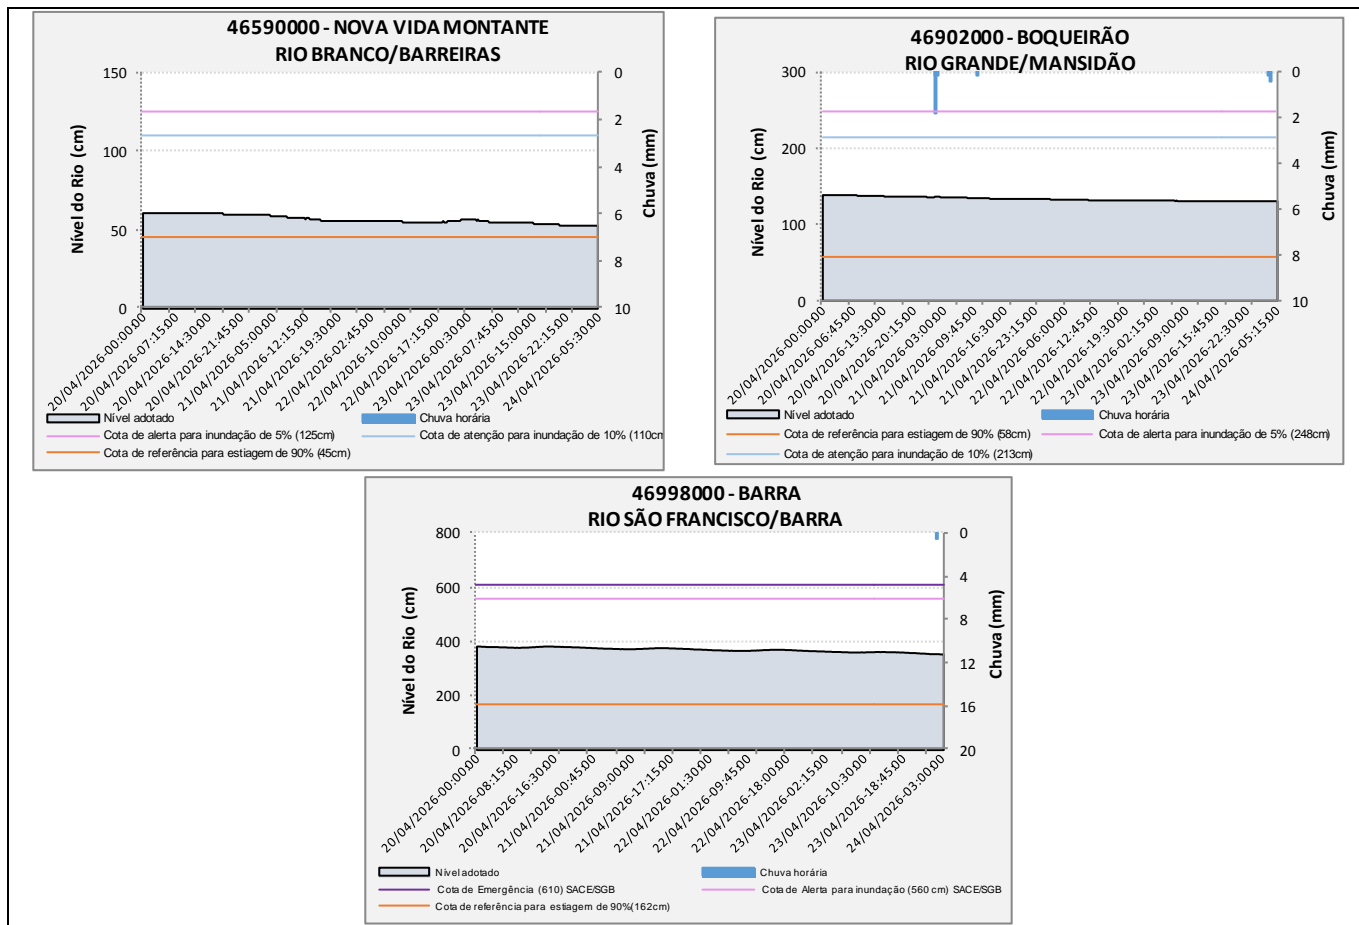 46590000 - NOVA VIDA MONTANTE
RIO BRANCO/BARREIRAS
Nível do Rio (cm)
150
100
50
0
Chuva (mm)
0
2
4
6
8
10
20/04/2026-00:00:00
20/04/2026-07:15:00
20/04/2026-14:30:00
20/04/2026-21:45:00
21/04/2026-05:00:00
21/04/2026-12:15:00
21/04/2026-19:30:00
22/04/2026-02:45:00
22/04/2026-10:00:00
22/04/2026-17:15:00
23/04/2026-00:30:00
23/04/2026-07:45:00
23/04/2026-15:00:00
23/04/2026-22:15:00
24/04/2026-05:30:00
Nível adotado
Chuva horária
Cota de alerta para inundação de 5% (125cm)
Cota de atenção para inundação de 10% (110cm
Cota de referência para estiagem de 90% (45cm)
46902000 - BOQUEIRÃO
RIO GRANDE/MANSIDÃO
Nível do Rio (cm)
300
200
100
0
Chuva (mm)
0
2
4
6
8
10
20/04/2026-00:00:00
20/04/2026-06:45:00
20/04/2026-13:30:00
20/04/2026-20:15:00
21/04/2026-03:00:00
21/04/2026-09:45:00
21/04/2026-16:30:00
21/04/2026-23:15:00
22/04/2026-06:00:00
22/04/2026-12:45:00
22/04/2026-19:30:00
23/04/2026-02:15:00
23/04/2026-09:00:00
23/04/2026-15:45:00
23/04/2026-22:30:00
24/04/2026-05:15:00
Nível adotado
Chuva horária
Cota de referência para estiagem de 90% (58cm)
Cota de alerta para inundação de 5% (248cm)
Cota de atenção para inundação de 10% (213cm)
46998000 - BARRA
RIO SÃO FRANCISCO/BARRA
Nível do Rio (cm)
800
600
400
200
0
Chuva (mm)
0
4
8
12
16
20
20/04/2026-00:00:00
20/04/2026-08:15:00
20/04/2026-16:30:00
21/04/2026-00:45:00
21/04/2026-09:00:00
21/04/2026-17:15:00
22/04/2026-01:30:00
22/04/2026-09:45:00
22/04/2026-18:00:00
23/04/2026-02:15:00
23/04/2026-10:30:00
23/04/2026-18:45:00
24/04/2026-03:00:00
Nível adotado
Chuva horária
Cota de Emergência (610) SACE/SGB
Cota de Alerta para inundação (560 cm) SACE/SGB
Cota de referência para estiagem de 90%(162cm)